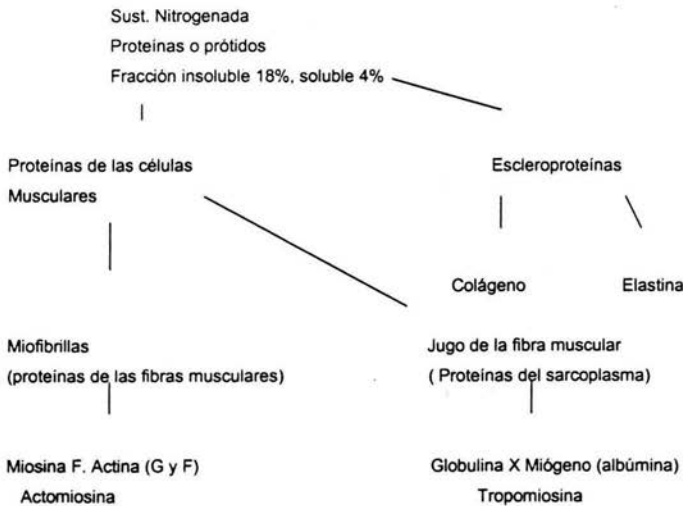 Sust. Nitrogenada
Proteínas o prótidos
Fracción insoluble 18%, soluble 4%
Proteínas de las células
Musculares
Escleroproteínas
Colágeno
Elastina
Miofibrillas
(proteínas de las fibras musculares)
Jugo de la fibra muscular
( Proteínas del sarcoplasma)
Miosina F. Actina (G y F)
Actomiosina
Globulina X Miógeno (albúmina)
Tropomiosina